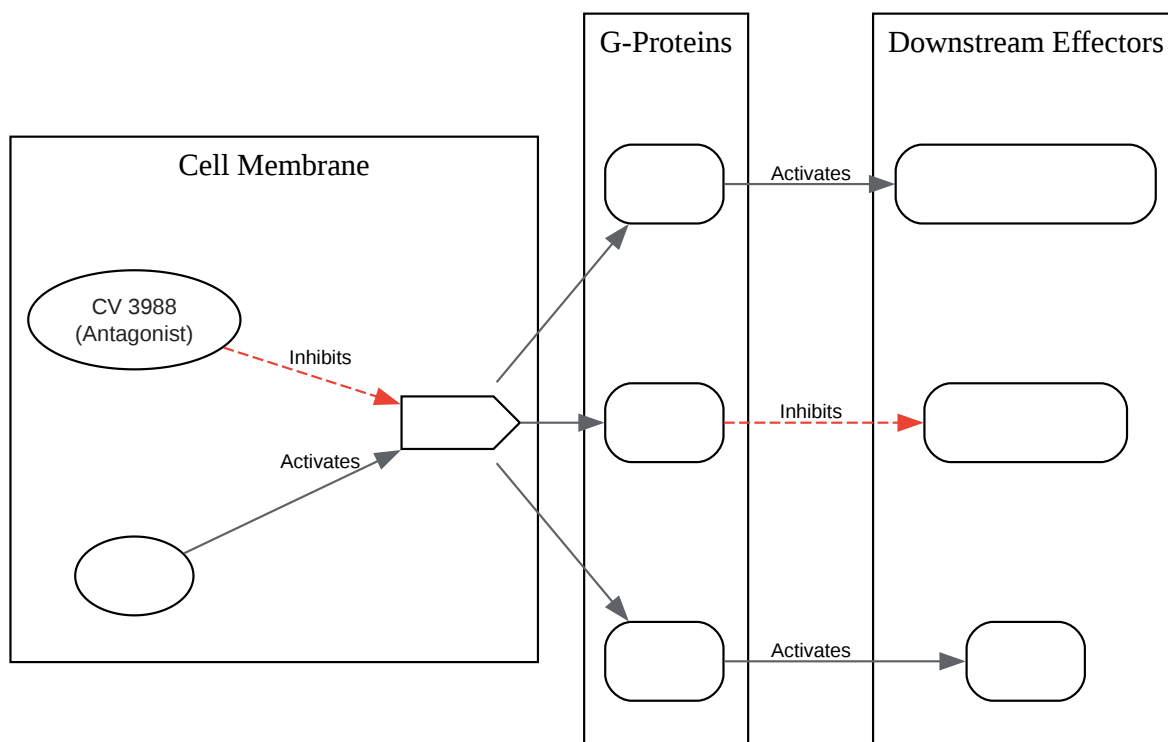 G-Proteins
Downstream Effectors
Cell Membrane
Activates
CV 3988
(Antagonist)
Inhibits
Inhibits
Activates
Activates